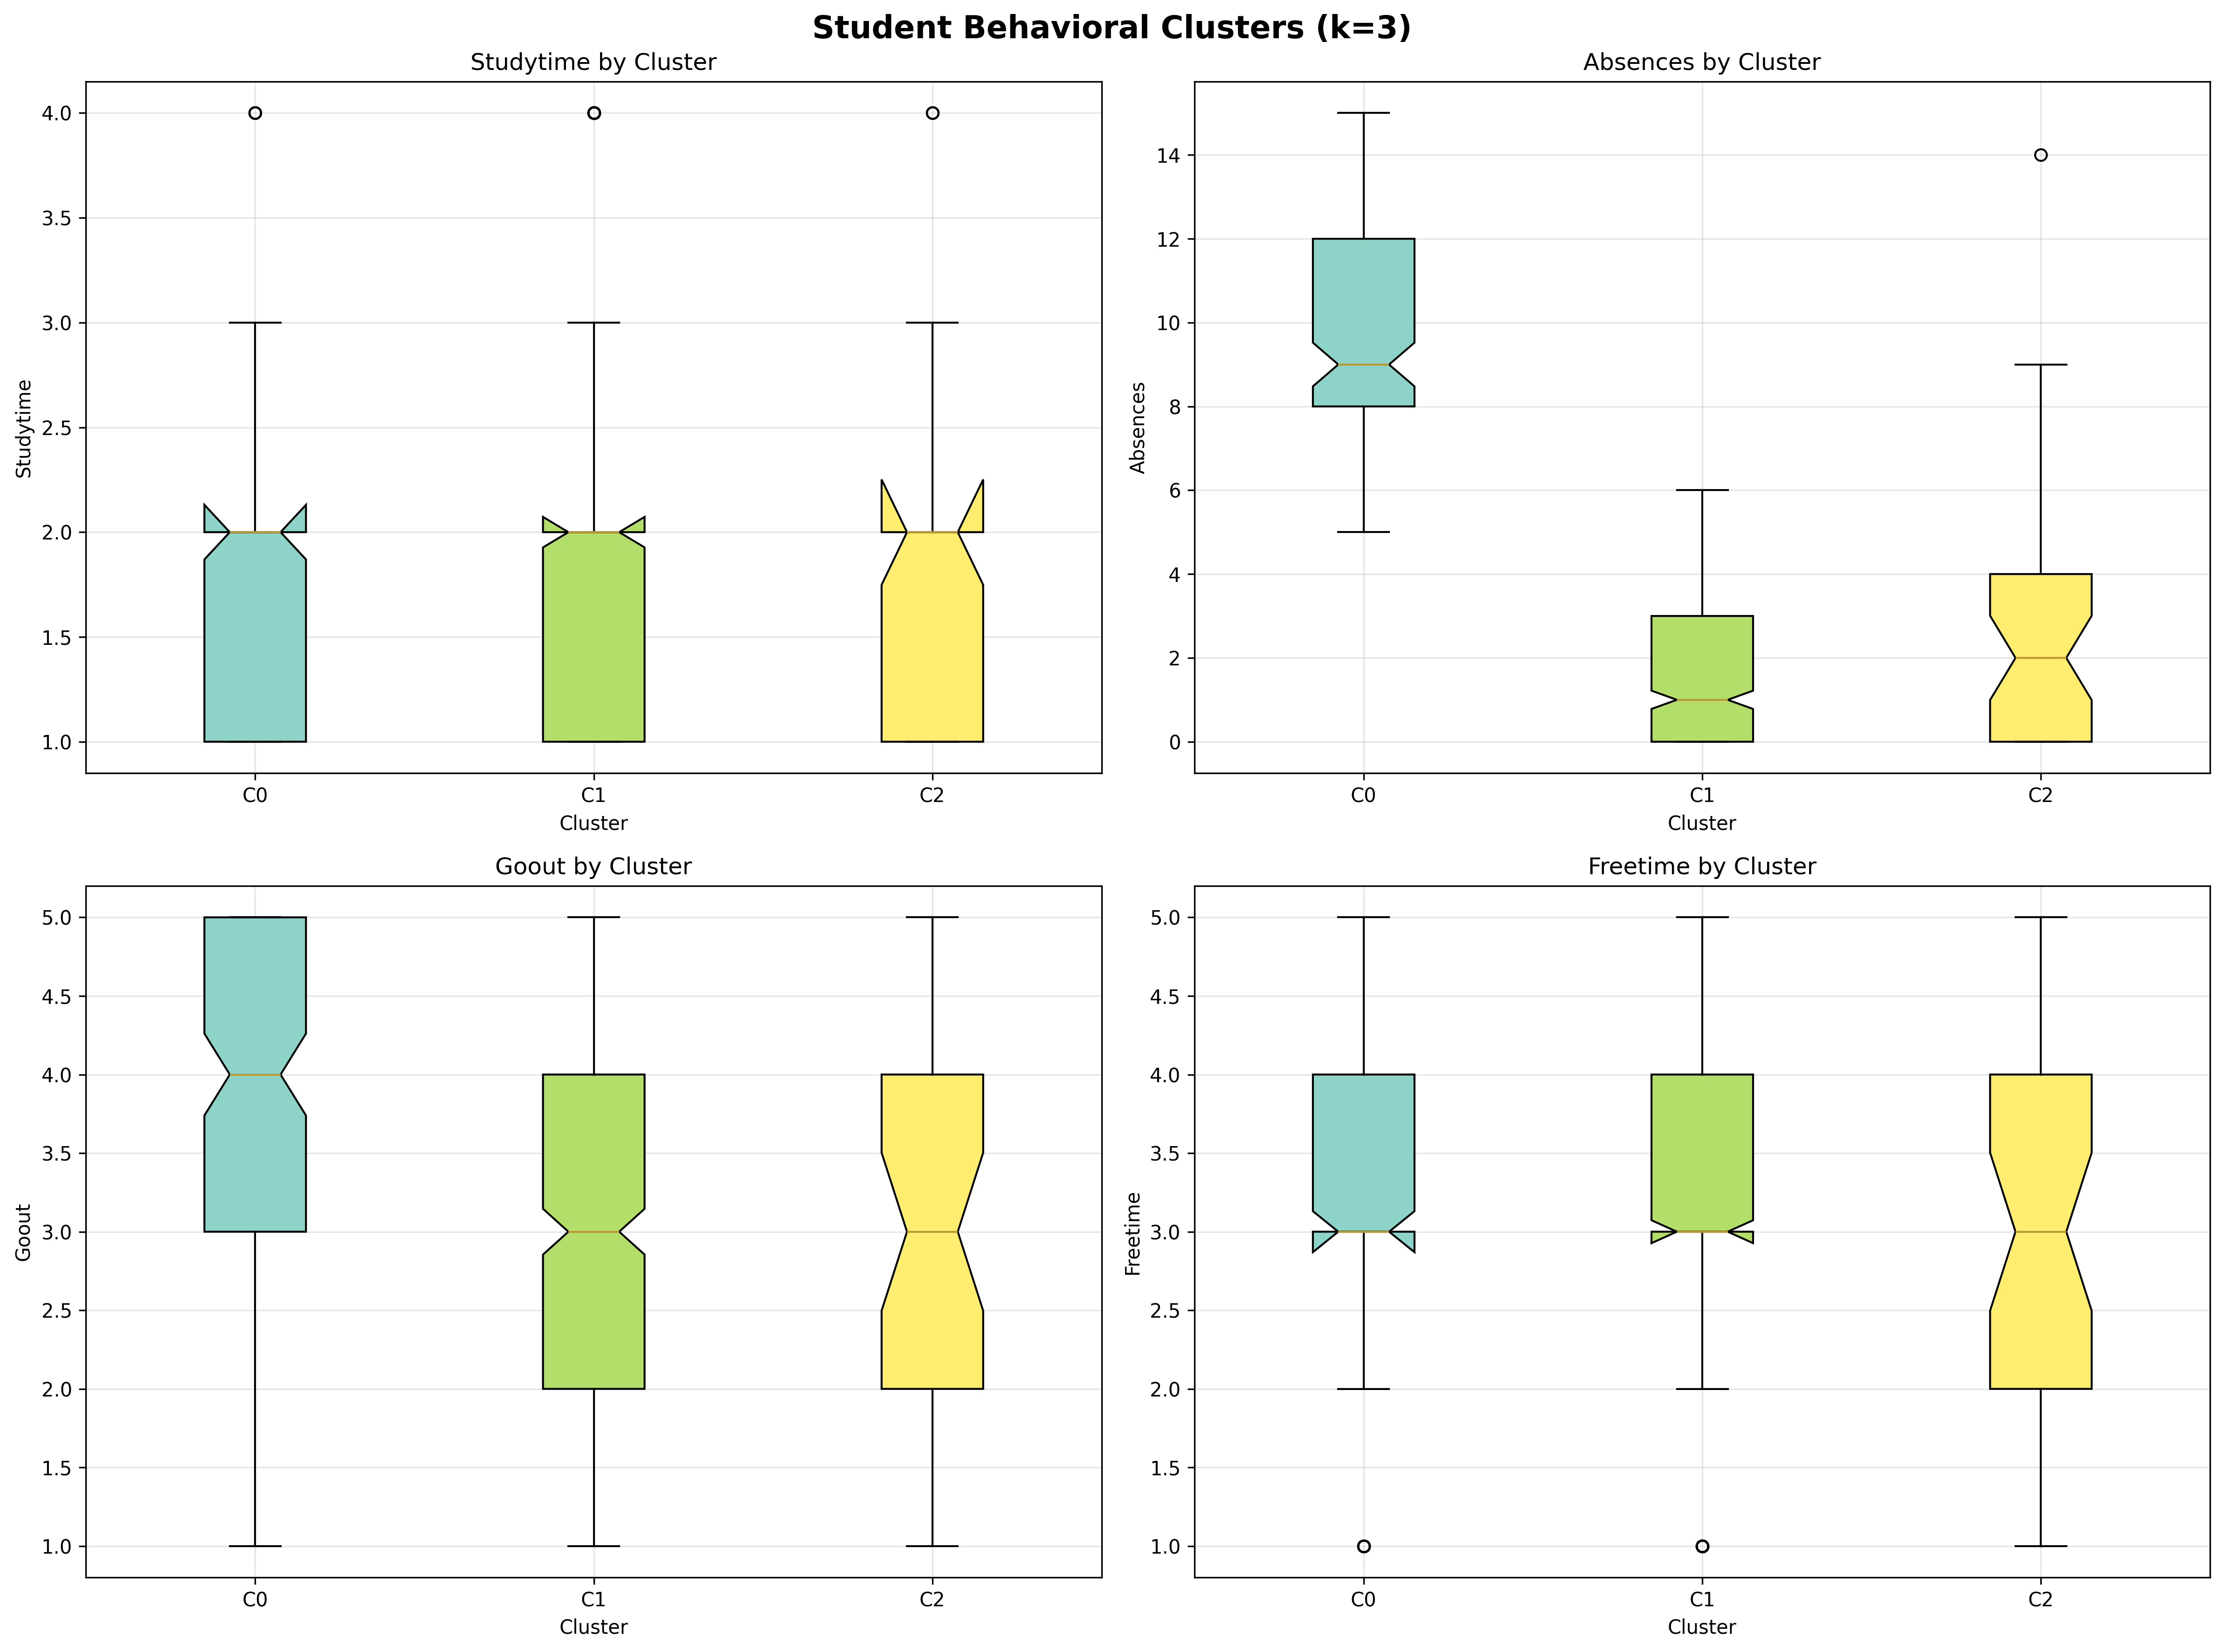 Student Behavioral Clusters (k=3)
Studytime by Cluster
Studytime
4.0
3.5
3.0
2.5
2.0
1.5
1.0
C0 C1 C2
Cluster
Absences by Cluster
Absences
14
12
10
8
6
4
2
0
C0 C1 C2
Cluster
Goout by Cluster
Goout
5.0
4.5
4.0
3.5
3.0
2.5
2.0
1.5
1.0
C0 C1 C2
Cluster
Freetime by Cluster
Freetime
5.0
4.5
4.0
3.5
3.0
2.5
2.0
1.5
1.0
C0 C1 C2
Cluster